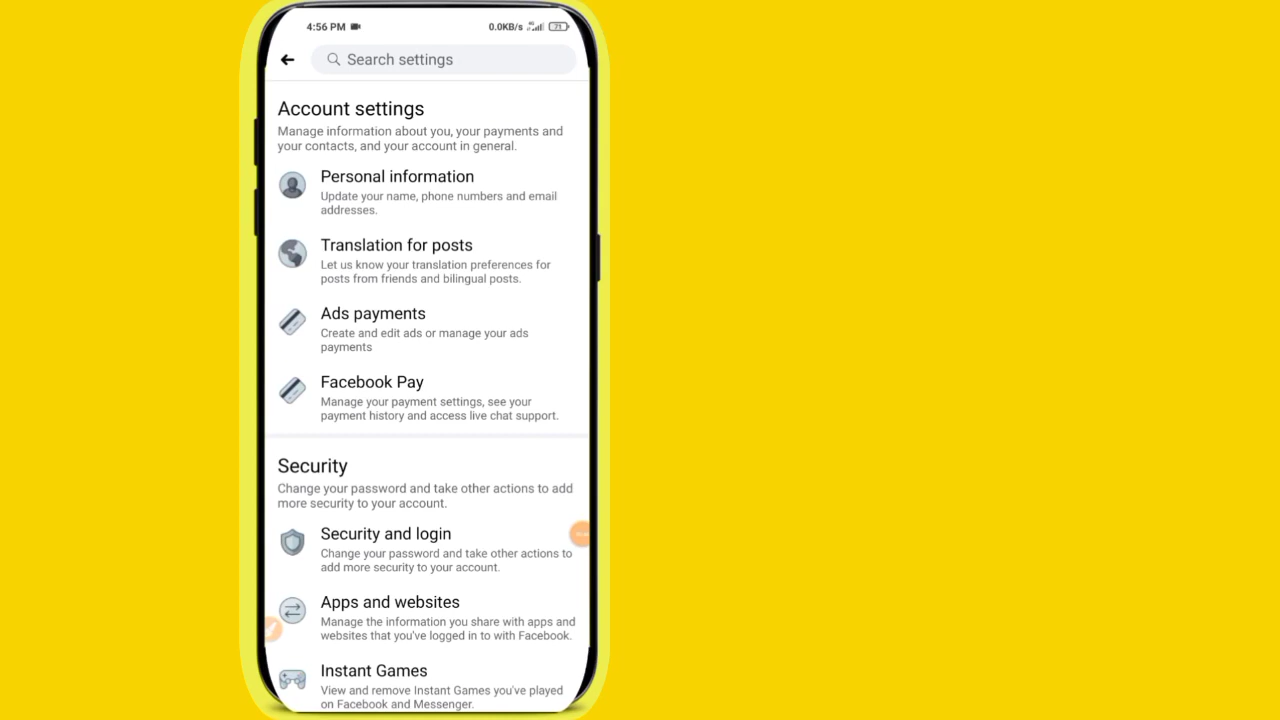 4:56 PM
0.0KB/s 4G 71
Search settings
Account settings
Manage information about you, your payments and
your contacts, and your account in general.
Personal information
Update your name, phone numbers and email
addresses.
Translation for posts
Let us know your translation preferences for
posts from friends and bilingual posts.
Ads payments
Create and edit ads or manage your ads
payments
Facebook Pay
Manage your payment settings, see your
payment history and access live chat support.
Security
Change your password and take other actions to add
more security to your account.
Security and login
Change your password and take other actions to
add more security to your account.
Apps and websites
Manage the information you share with apps and
websites that you've logged in to with Facebook.
Instant Games
View and remove Instant Games you've played
on Facebook and Messenger.